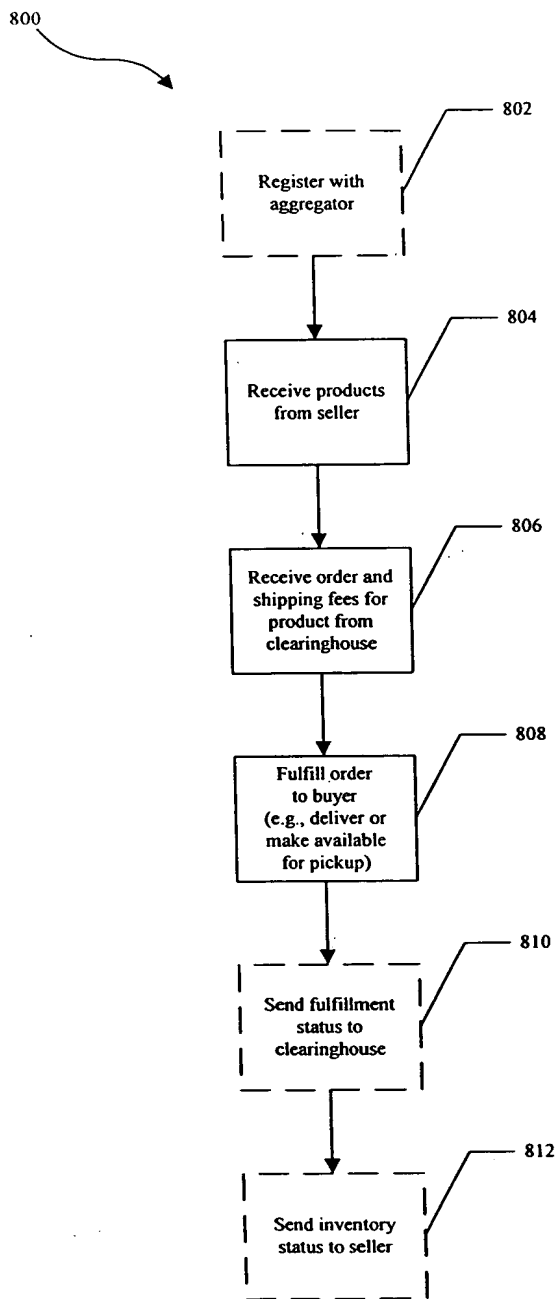 800
802
Register with
aggregator
804
Receive products
from seller
806
Receive order and
shipping fees for
product from
clearinghouse
808
Fulfill order
to buyer
(e.g., deliver or
make available
for pickup)
810
Send fulfillment
status to
clearinghouse
812
Send inventory
status to seller